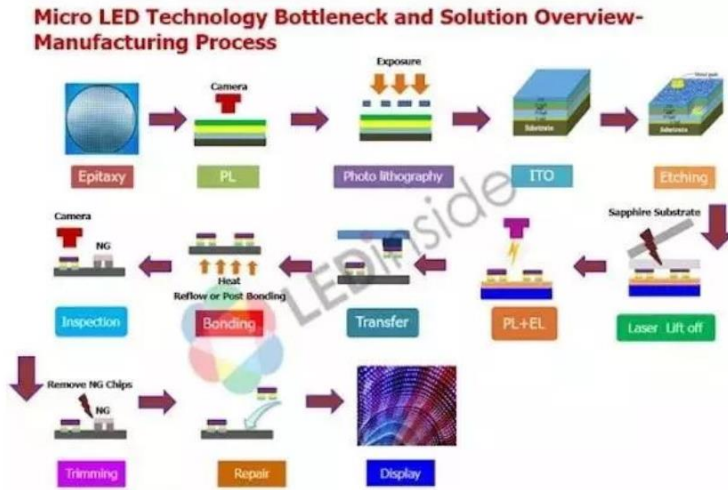 Micro LED Technology Bottleneck and Solution Overview-
Manufacturing Process
Camera
Exposure
Substrate
Substrate
Epitaxy
PL
Photo lithography
ITO
Etching
Camera
NG
Heat
Reflow or Post Bonding
Sapphire Substrate
Inspection
Bonding
Transfer
PL+EL
Laser Lift off
LEDinside
Remove NG Chips
NG
Trimming
Repair
Display